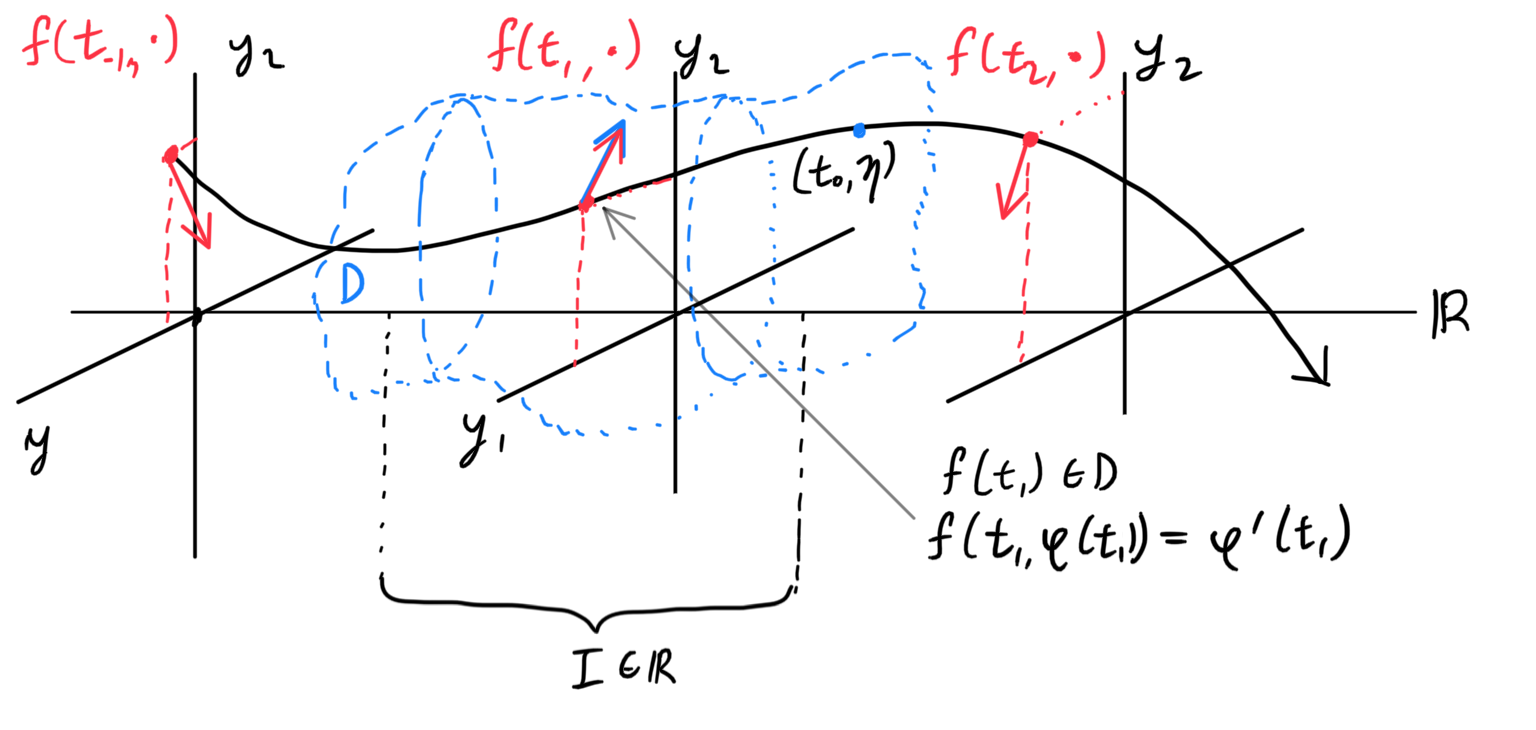 f(t₋₁, ·)
y₂
f(t₁, ·)
y₂
f(t₂, ·)
y₂
(t₀, η)
D
ℝ
y
y₁
f(t₁) ∈ D
f(t₁, φ(t₁)) = φ'(t₁)
I ∈ ℝ